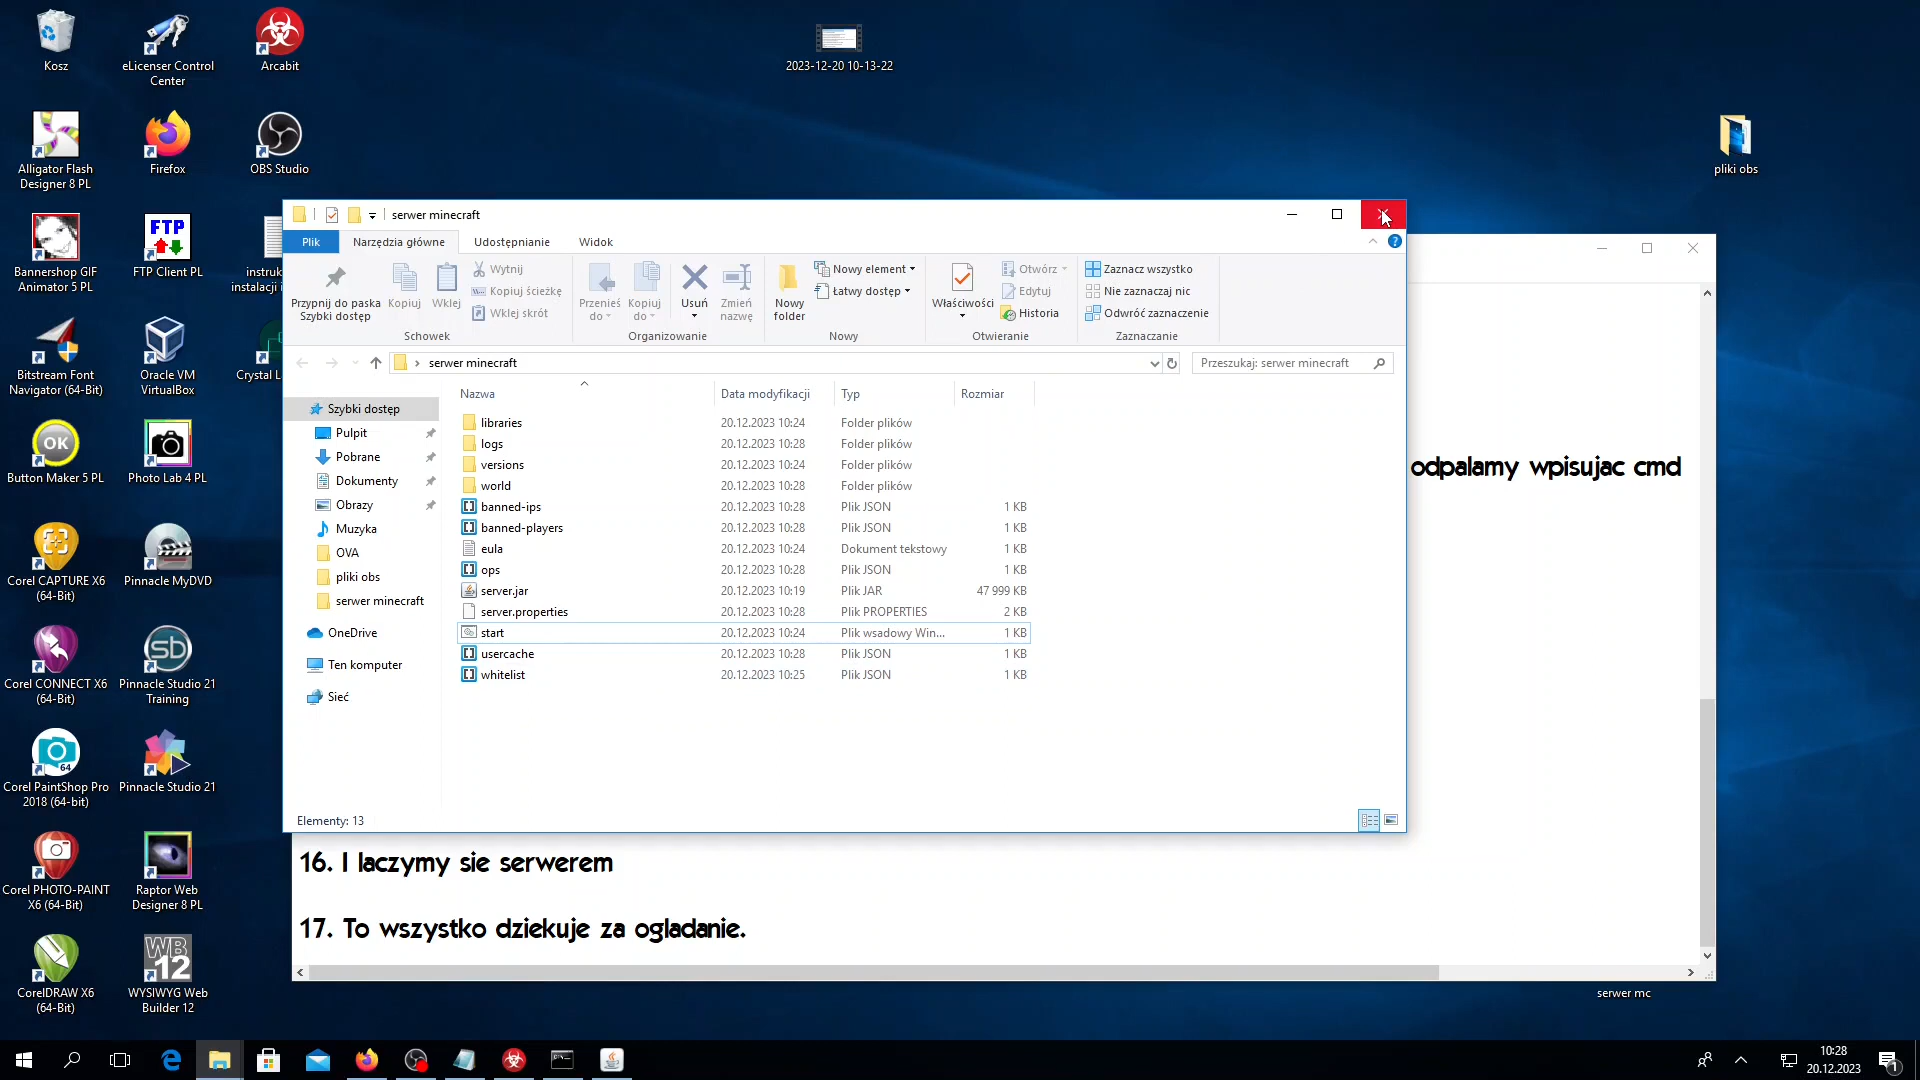 Kosz
eLicenser Control
Center
Arcabit
2023-12-20 10-13-22
Alligator Flash
Designer 8 PL
Firefox
OBS Studio
pliki obs
FTP
Bannershop GIF
Animator 5 PL
FTP Client PL
instruk
instalacji i
Bitstream Font
Navigator (64-Bit)
Oracle VM
VirtualBox
Crystal L
OK
Button Maker 5 PL
Photo Lab 4 PL
Corel CAPTURE X6
(64-Bit)
Pinnacle MyDVD
sb
Corel CONNECT X6
(64-Bit)
Pinnacle Studio 21
Training
64
Corel PaintShop Pro
2018 (64-bit)
Pinnacle Studio 21
Corel PHOTO-PAINT
X6 (64-Bit)
Raptor Web
Designer 8 PL
WB
12
CorelDRAW X6
(64-Bit)
WYSIWYG Web
Builder 12
serwer minecraft
Plik Narzędzia główne Udostępnianie Widok
Przypnij do paska
Szybki dostęp
Kopiuj
Wklej
Wytnij
Kopiuj ścieżkę
Wklej skrót
Schowek
Przenieś
do
Kopiuj
do
Usuń
Zmień
nazwę
Organizowanie
Nowy
folder
Nowy element
Łatwy dostęp
Nowy
Właściwości
Otwórz
Edytuj
Historia
Otwieranie
Zaznacz wszystko
Nie zaznaczaj nic
Odwróć zaznaczenie
Zaznaczanie
serwer minecraft
Przeszukaj: serwer minecraft
Szybki dostęp
Pulpit
Pobrane
Dokumenty
Obrazy
Muzyka
OVA
pliki obs
serwer minecraft
OneDrive
Ten komputer
Sieć
Nazwa Data modyfikacji Typ Rozmiar
libraries 20.12.2023 10:24 Folder plików
logs 20.12.2023 10:28 Folder plików
versions 20.12.2023 10:24 Folder plików
world 20.12.2023 10:28 Folder plików
banned-ips 20.12.2023 10:28 Plik JSON 1 KB
banned-players 20.12.2023 10:28 Plik JSON 1 KB
eula 20.12.2023 10:24 Dokument tekstowy 1 KB
ops 20.12.2023 10:28 Plik JSON 1 KB
server.jar 20.12.2023 10:19 Plik JAR 47 999 KB
server.properties 20.12.2023 10:28 Plik PROPERTIES 2 KB
start 20.12.2023 10:24 Plik wsadowy Win... 1 KB
usercache 20.12.2023 10:28 Plik JSON 1 KB
whitelist 20.12.2023 10:25 Plik JSON 1 KB
Elementy: 13
odpalamy wpisujac cmd
16. I laczymy sie serwerem
17. To wszystko dziekuje za ogladanie.
serwer mc
10:28
20.12.2023
1